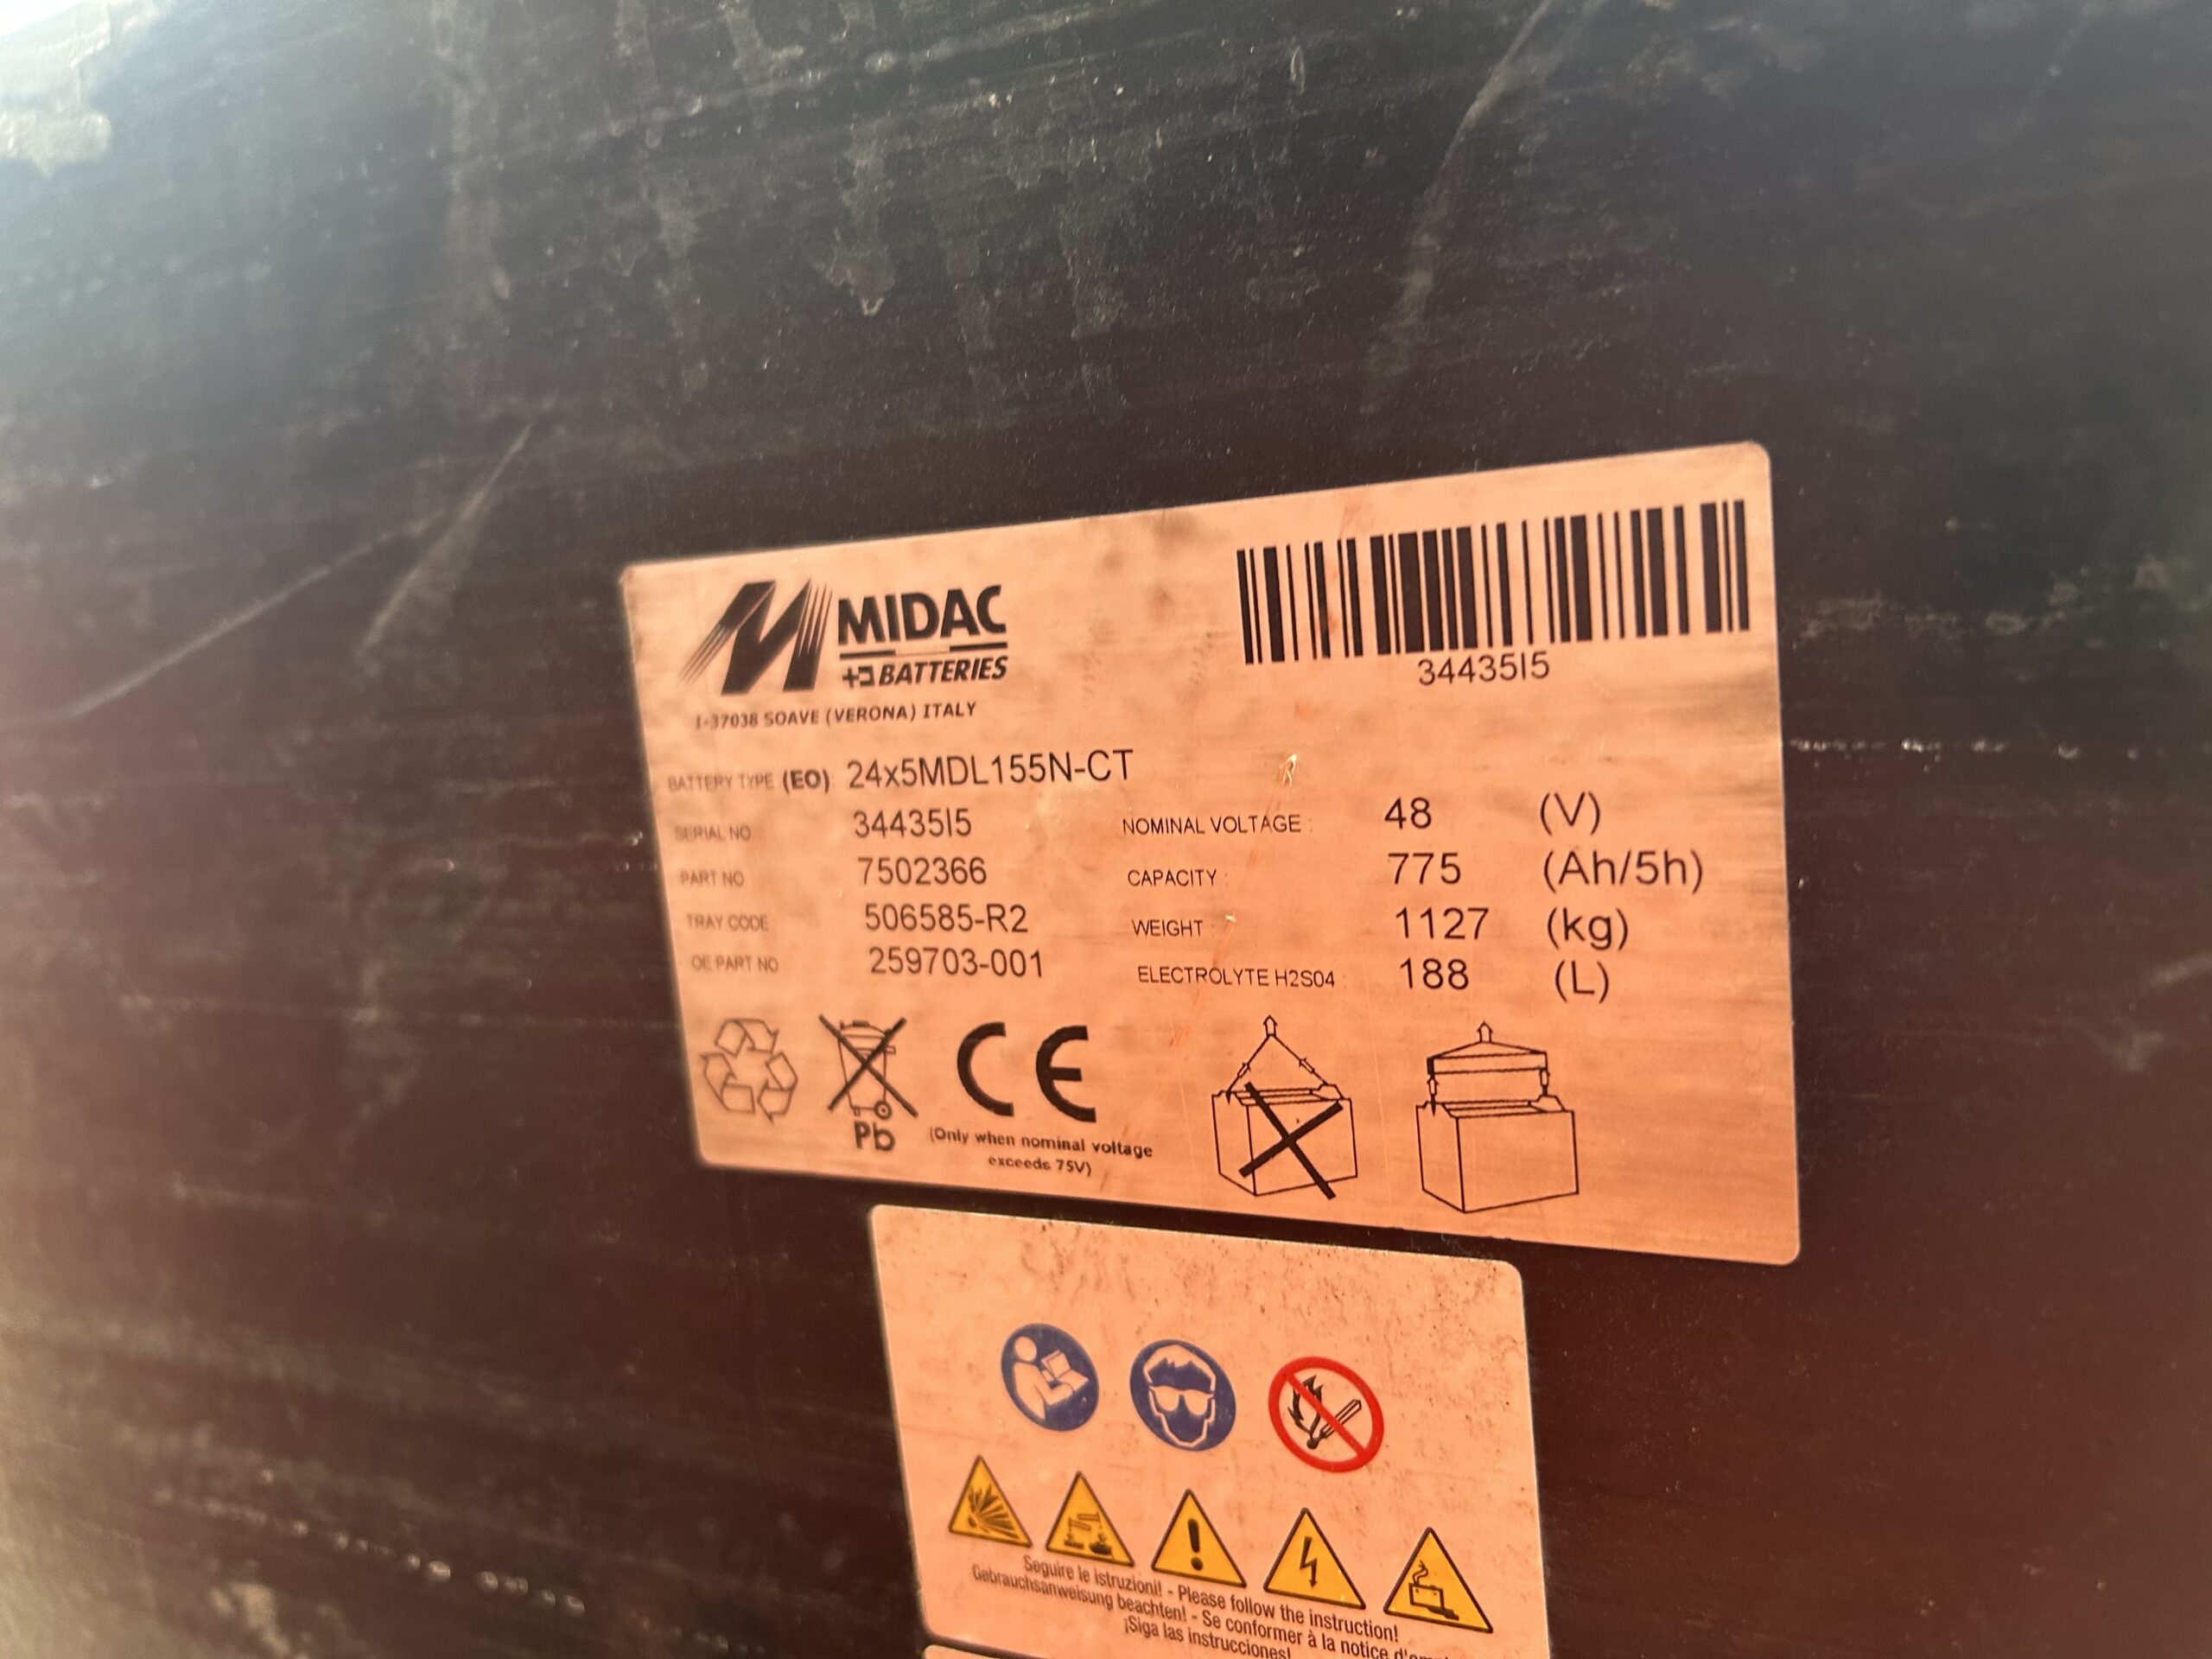 MIDAC
BATTERIES
I-37038 SOAVE (VERONA) ITALY
34435I5
BATTERY TYPE (EO) 24x5MDL155N-CT
SERIAL NO 34435I5 NOMINAL VOLTAGE : 48 (V)
PART NO 7502366 CAPACITY : 775 (Ah/5h)
TRAY CODE 506585-R2 WEIGHT 1127 (kg)
OE PART NO 259703-001 ELECTROLYTE H2SO4 : 188 (L)
Pb CE
(Only when nominal voltage
exceeds 75V)
Seguire le istruzioni! - Please follow the instruction!
Gebrauchsanweisung beachten! - Se conformer à la notice
¡Siga las instrucciones!